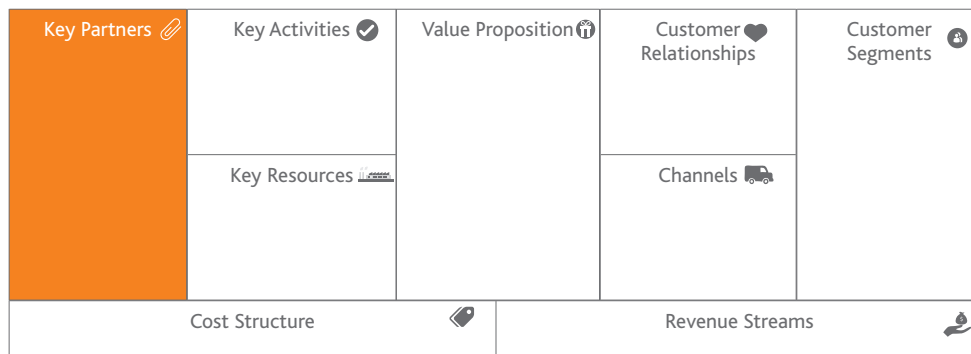 Key Partners
Key Activities
Value Proposition
Customer
Relationships
Customer
Segments
Key Resources
Channels
Cost Structure
Revenue Streams